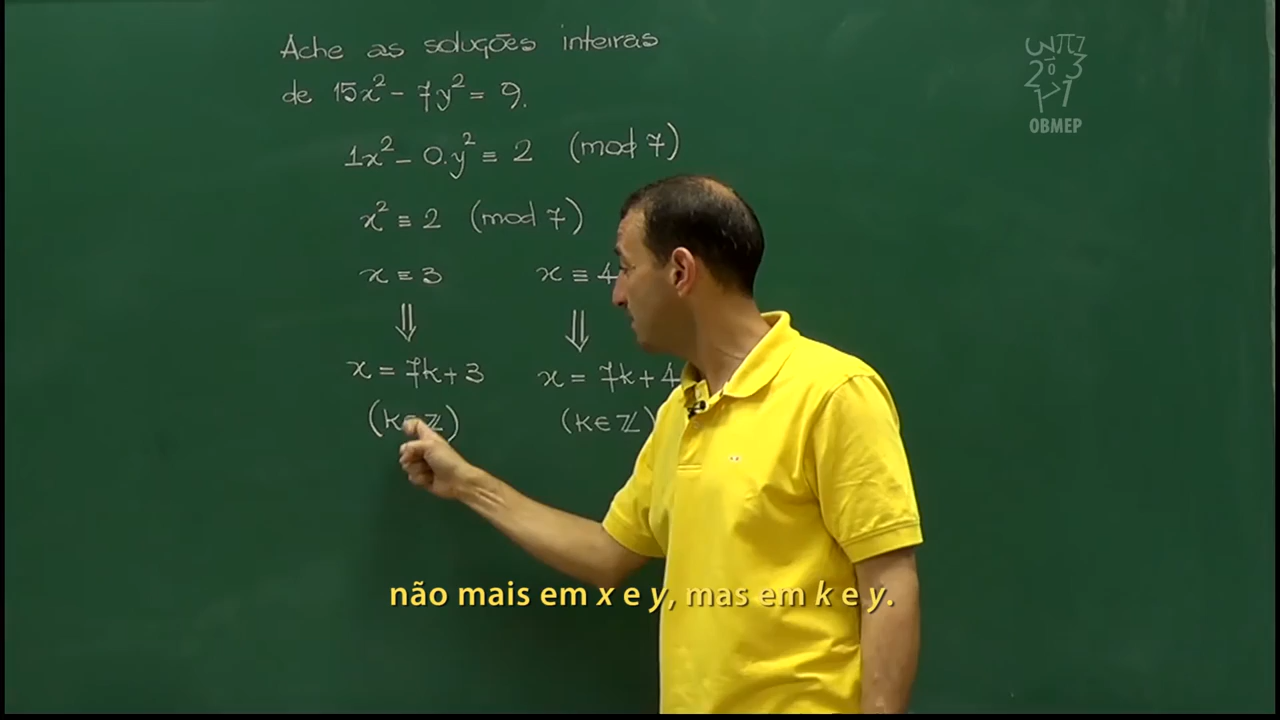 Ache as soluções inteiras
de 15x² - 7y² = 9.
1x² - 0.y² ≡ 2 (mod 7)
x² ≡ 2 (mod 7)
x ≡ 3 x ≡ 4
⇓ ⇓
x = 7k + 3 x = 7k + 4
(k ∈ ℤ) (k ∈ ℤ)
não mais em x e y, mas em k e y.
OBMEP